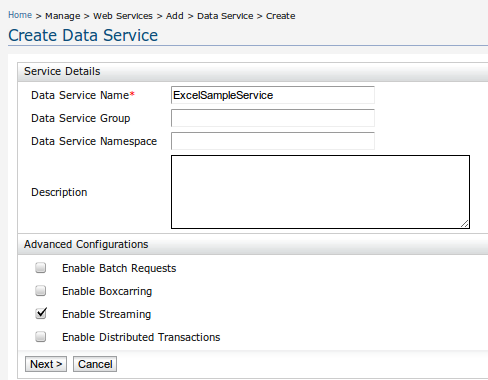 Home > Manage > Web Services > Add > Data Service > Create
Create Data Service
Service Details
Data Service Name* ExcelSampleService
Data Service Group
Data Service Namespace
Description
Advanced Configurations
Enable Batch Requests
Enable Boxcarring
Enable Streaming
Enable Distributed Transactions
Next > Cancel